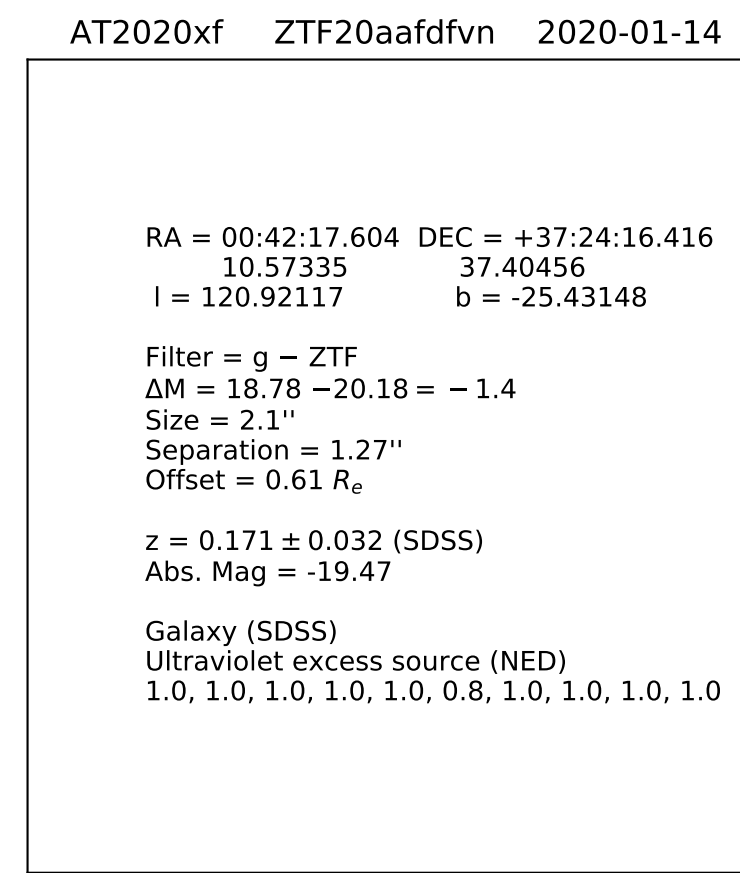 AT2020xf ZTF20aafdfvn 2020-01-14
RA = 00:42:17.604 DEC = +37:24:16.416
10.57335 37.40456
l = 120.92117 b = -25.43148
Filter = g − ZTF
ΔM = 18.78 −20.18 = − 1.4
Size = 2.1''
Separation = 1.27''
Offset = 0.61 Re
z = 0.171 ± 0.032 (SDSS)
Abs. Mag = -19.47
Galaxy (SDSS)
Ultraviolet excess source (NED)
1.0, 1.0, 1.0, 1.0, 1.0, 0.8, 1.0, 1.0, 1.0, 1.0